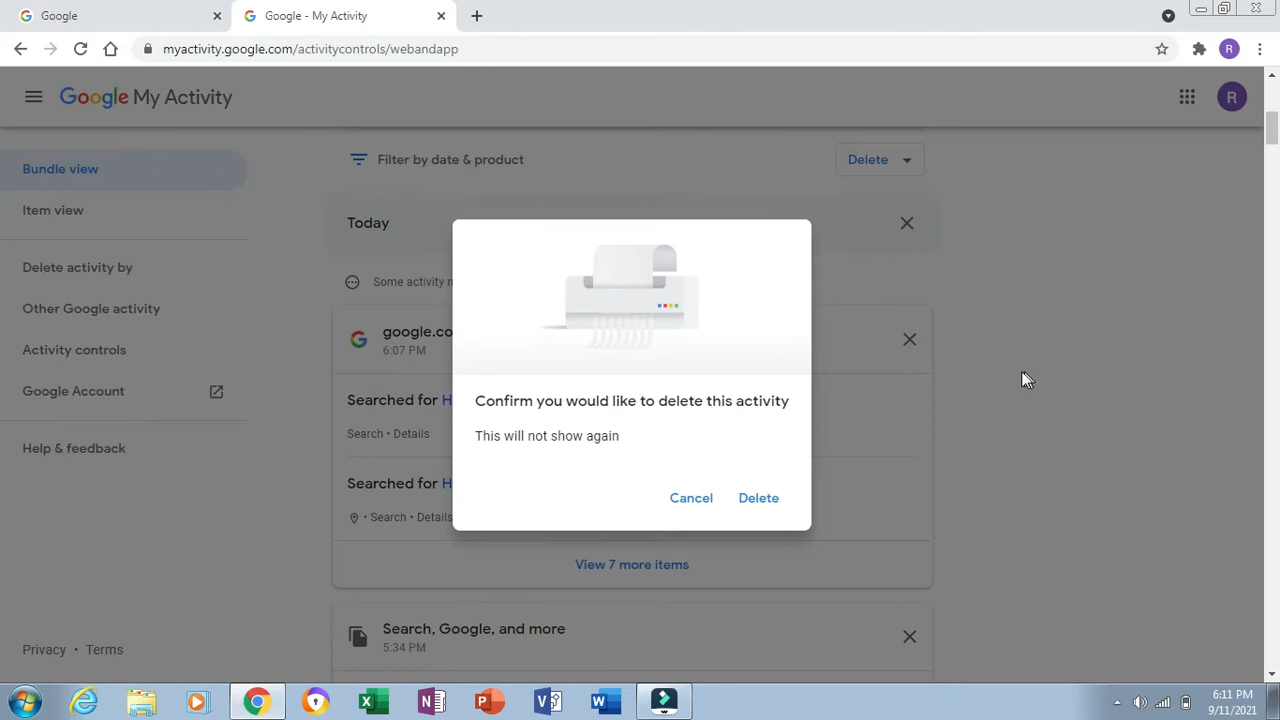 Google
Google - My Activity
myactivity.google.com/activitycontrols/webandapp
R
Google My Activity
R
Bundle view
Item view
Delete activity by
Other Google activity
Activity controls
Google Account
Help & feedback
Privacy • Terms
Filter by date & product
Delete
Today
Some activity
google.co
6:07 PM
Searched for H
Search • Details
Searched for H
• Search • Details
View 7 more items
Search, Google, and more
5:34 PM
Confirm you would like to delete this activity
This will not show again
Cancel
Delete
6:11 PM
9/11/2021